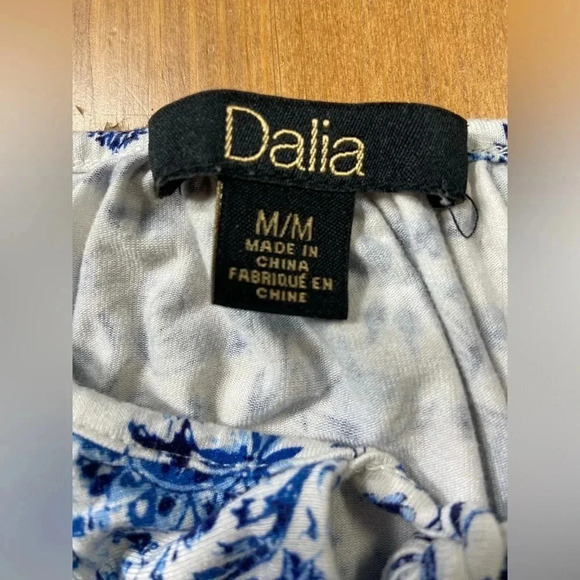 Dalia
M/M
MADE IN
CHINA
FABRIQUÉ EN
CHINE